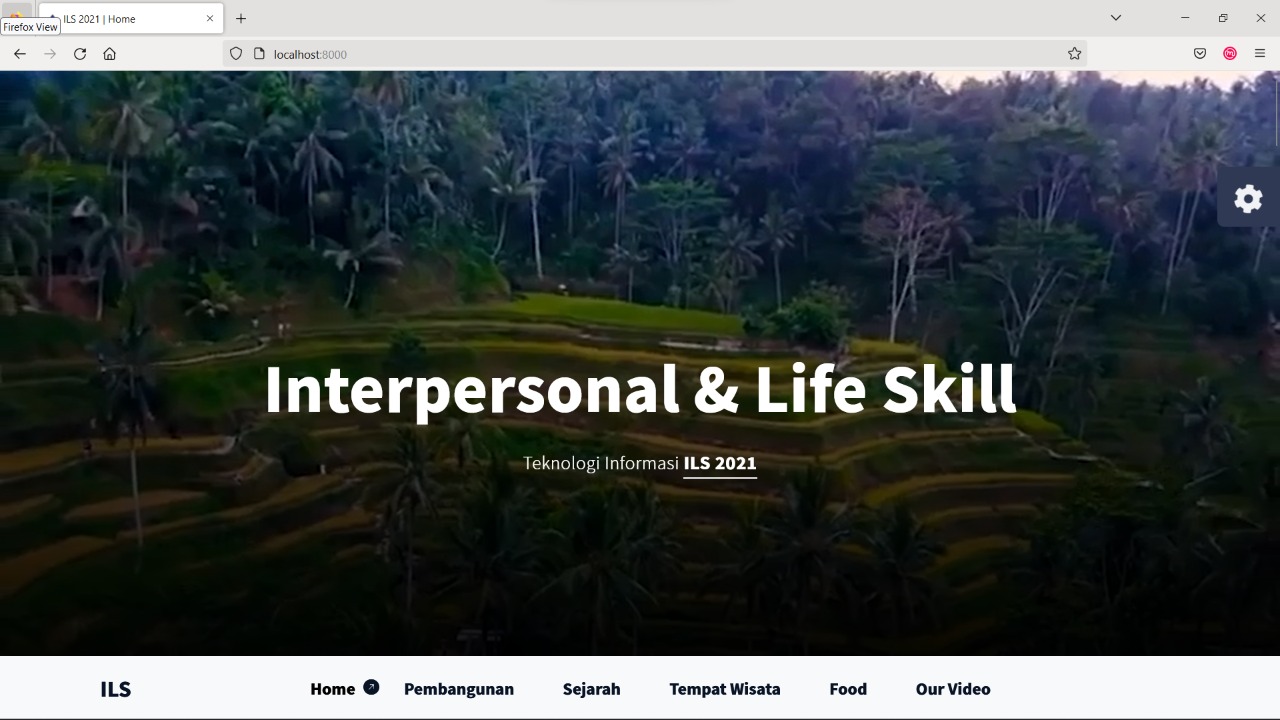 ILS 2021 | Home
Firefox View
localhost:8000
Interpersonal & Life Skill
Teknologi Informasi ILS 2021
ILS Home Pembangunan Sejarah Tempat Wisata Food Our Video